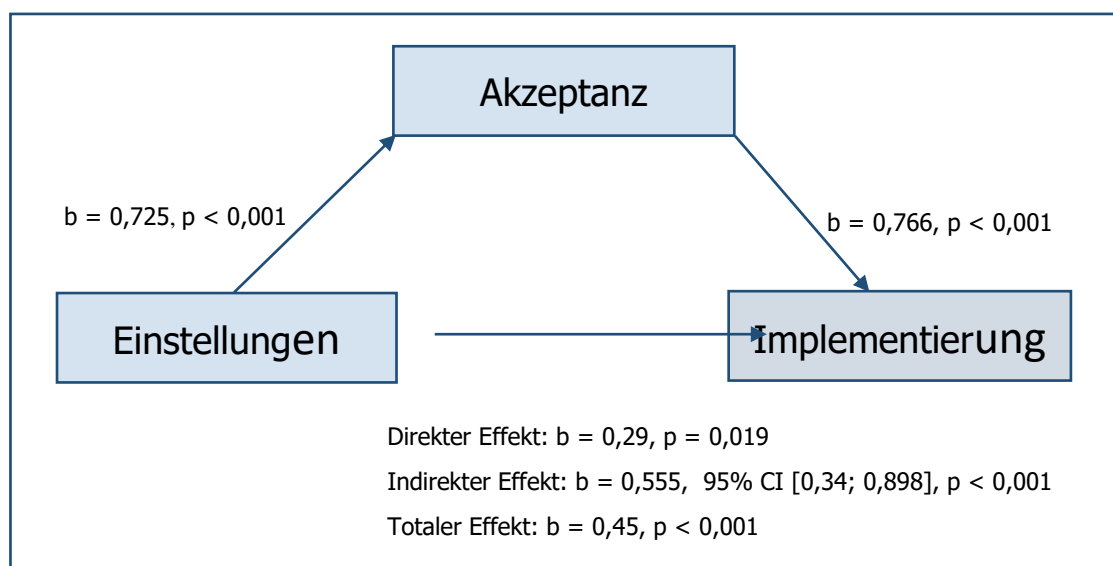 Akzeptanz
b = 0,725, p < 0,001
b = 0,766, p < 0,001
Einstellungen
Implementierung
Direkter Effekt: b = 0,29, p = 0,019
Indirekter Effekt: b = 0,555,  95% CI [0,34; 0,898], p < 0,001
Totaler Effekt: b = 0,45, p < 0,001